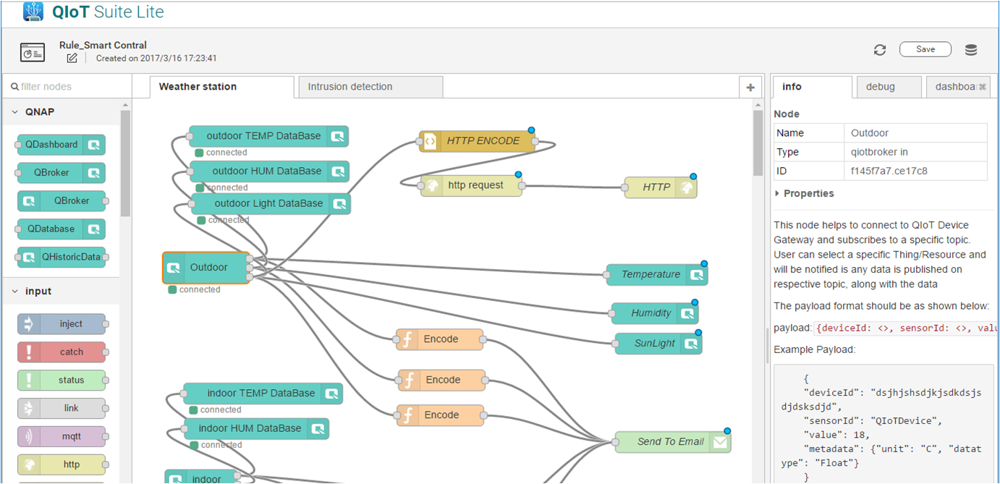 QIoT Suite Lite
Rule_Smart Contral
Created on 2017/3/16 17:23:41
Save
filter nodes
QNAP
QDashboard
QBroker
QBroker
QDatabase
QHistoricData
input
inject
catch
status
link
mqtt
http
Weather station
Intrusion detection
+
outdoor TEMP DataBase
connected
outdoor HUM DataBase
connected
outdoor Light DataBase
connected
Outdoor
connected
HTTP ENCODE
http request
HTTP
Temperature
Humidity
SunLight
Encode
Encode
Encode
indoor TEMP DataBase
connected
indoor HUM DataBase
connected
indoor
Send To Email
info
debug
dashboa
Node
Name Outdoor
Type qiotbroker in
ID f145f7a7.ce17c8
Properties
This node helps to connect to QIoT Device
Gateway and subscribes to a specific topic.
User can select a specific Thing/Resource and
will be notified is any data is published on
respective topic, along with the data
The payload format should be as shown below:
payload: {deviceId: <>, sensorId: <>, valu
Example Payload:
{
"deviceId": "dsjhjshsdjkjsdkdsjs
djdsksdjd",
"sensorId": "QIoTDevice",
"value": 18,
"metadata": {"unit": "C", "datat
ype": "Float"}
}